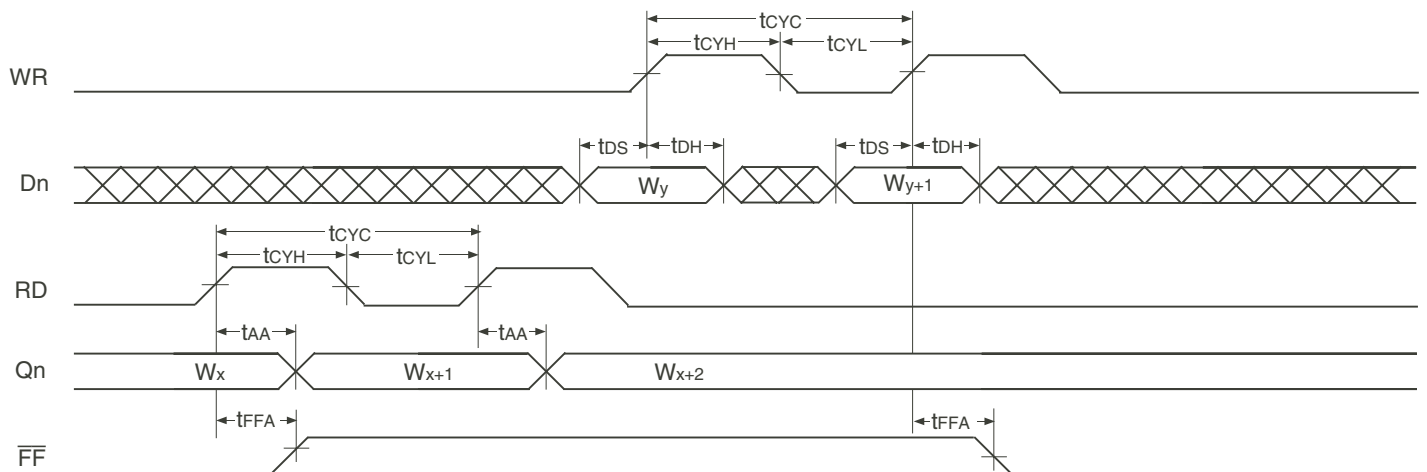 tCYC
tCYH tCYL
WR
tDS tDH tDS tDH
Dn Wy Wy+1
tCYC
tCYH tCYL
RD
tAA tAA
Qn Wx Wx+1 Wx+2
tFFA tFFA
F̅F̅